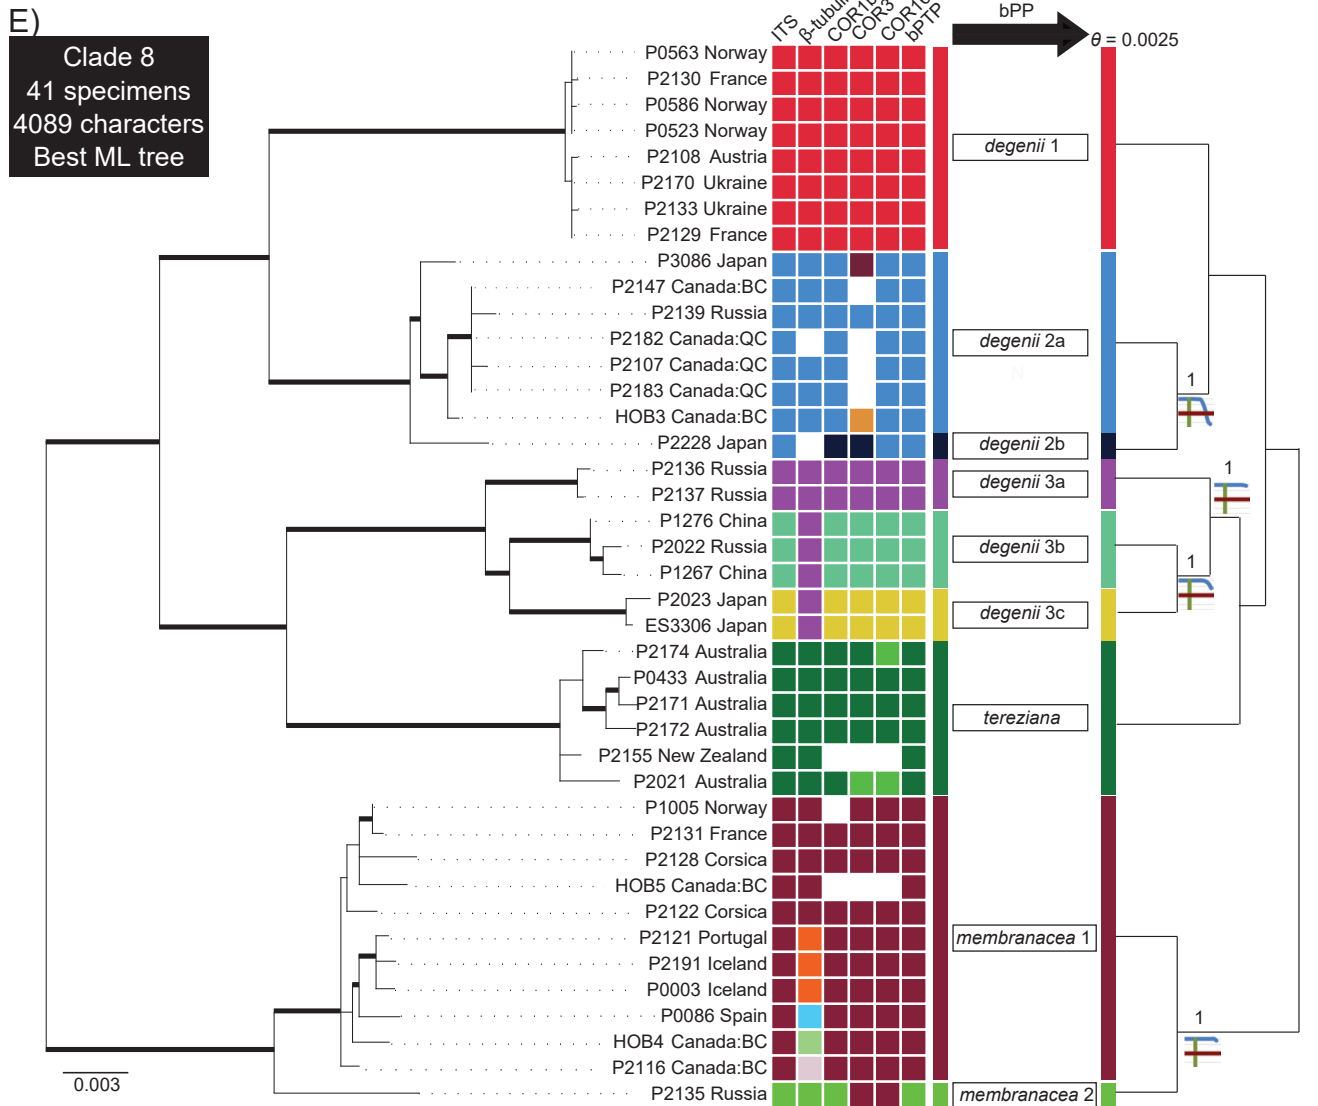 E)
Clade 8
41 specimens
4089 characters
Best ML tree
ITS
COR3
bPTP
bPP
θ = 0.0025
P0563 Norway
P2130 France
P0586 Norway
P0523 Norway
P2108 Austria
P2170 Ukraine
P2133 Ukraine
P2129 France
P3086 Japan
P2147 Canada:BC
P2139 Russia
P2182 Canada:QC
P2107 Canada:QC
P2183 Canada:QC
HOB3 Canada:BC
P2228 Japan
P2136 Russia
P2137 Russia
P1276 China
P2022 Russia
P1267 China
P2023 Japan
ES3306 Japan
P2174 Australia
P0433 Australia
P2171 Australia
P2172 Australia
P2155 New Zealand
P2021 Australia
P1005 Norway
P2131 France
P2128 Corsica
HOB5 Canada:BC
P2122 Corsica
P2121 Portugal
P2191 Iceland
P0003 Iceland
P0086 Spain
HOB4 Canada:BC
P2116 Canada:BC
P2135 Russia
degenii 1
degenii 2a
N
degenii 2b
degenii 3a
degenii 3b
degenii 3c
tereziana
membranacea 1
membranacea 2
1
1
1
1
0.003